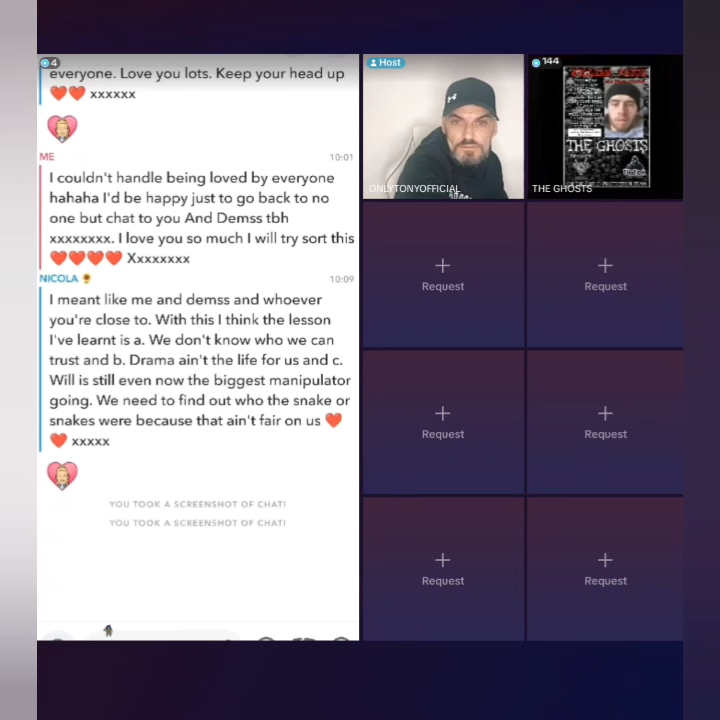 4
everyone. Love you lots. Keep your head up
❤️❤️ xxxxxx
ME
10:01
I couldn't handle being loved by everyone
hahaha I'd be happy just to go back to no
one but chat to you And Demss tbh
xxxxxxxx. I love you so much I will try sort this
❤️❤️❤️❤️ Xxxxxxxx
NICOLA 🌻
10:09
I meant like me and demss and whoever
you're close to. With this I think the lesson
I've learnt is a. We don't know who we can
trust and b. Drama ain't the life for us and c.
Will is still even now the biggest manipulator
going. We need to find out who the snake or
snakes were because that ain't fair on us ❤️
❤️ xxxxx
YOU TOOK A SCREENSHOT OF CHAT!
YOU TOOK A SCREENSHOT OF CHAT!
Host
ONLYTONYOFFICIAL
144
THE GHOSTS
THE GHOSTS
+
Request
+
Request
+
Request
+
Request
+
Request
+
Request